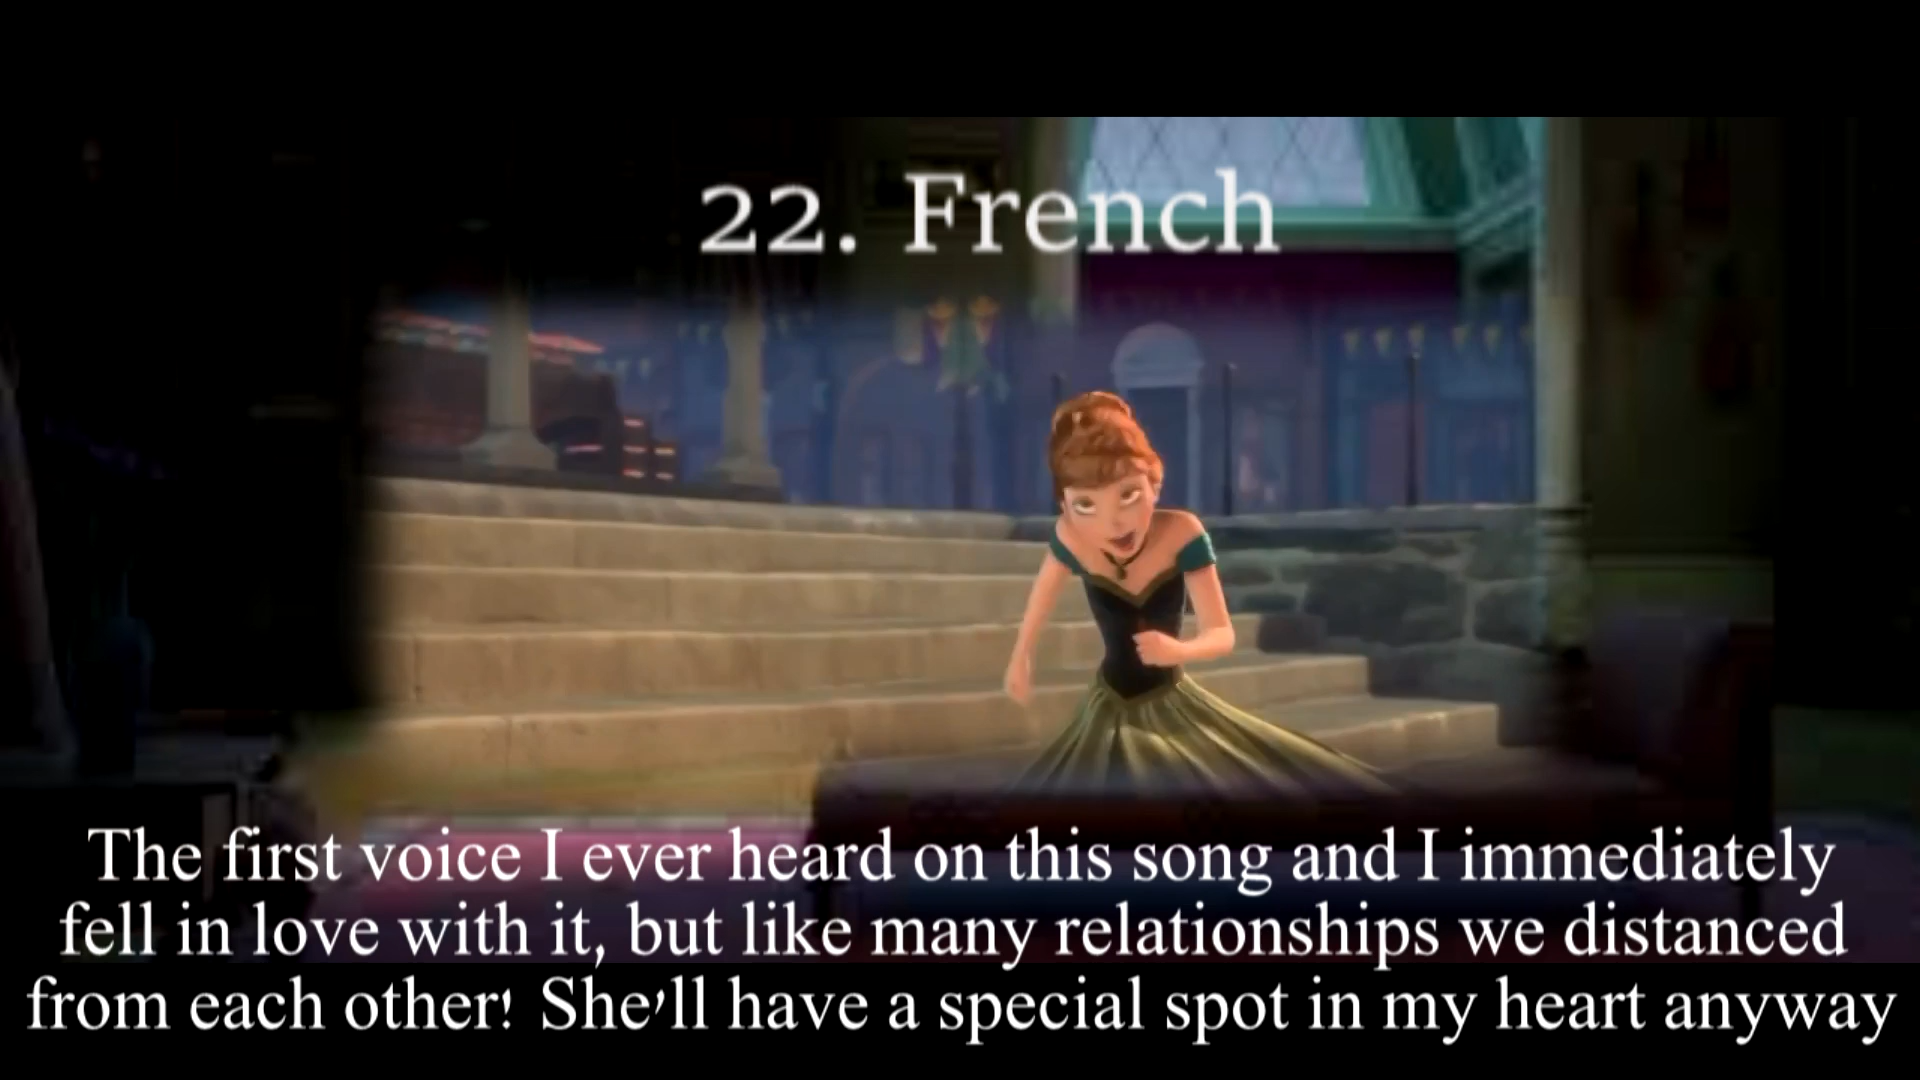 22. French
The first voice I ever heard on this song and I immediately
fell in love with it, but like many relationships we distanced
from each other! She'll have a special spot in my heart anyway